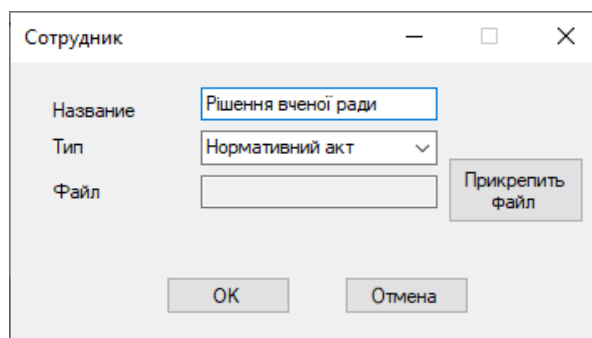 Сотрудник
Название
Рішення вченої ради
Тип
Нормативний акт
Файл
Прикрепить
файл
OK
Отмена